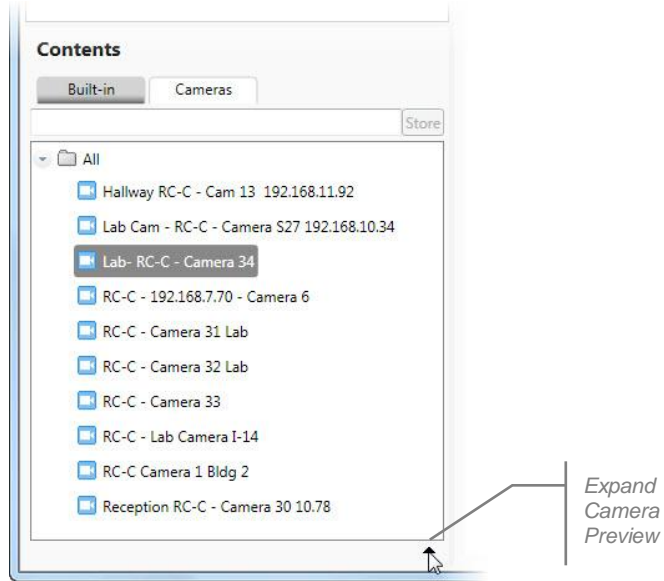 Contents
Built-in Cameras
Store
All
Hallway RC-C - Cam 13 192.168.11.92
Lab Cam - RC-C - Camera S27 192.168.10.34
Lab- RC-C - Camera 34
RC-C - 192.168.7.70 - Camera 6
RC-C - Camera 31 Lab
RC-C - Camera 32 Lab
RC-C - Camera 33
RC-C - Lab Camera I-14
RC-C Camera 1 Bldg 2
Reception RC-C - Camera 30 10.78
Expand
Camera
Preview